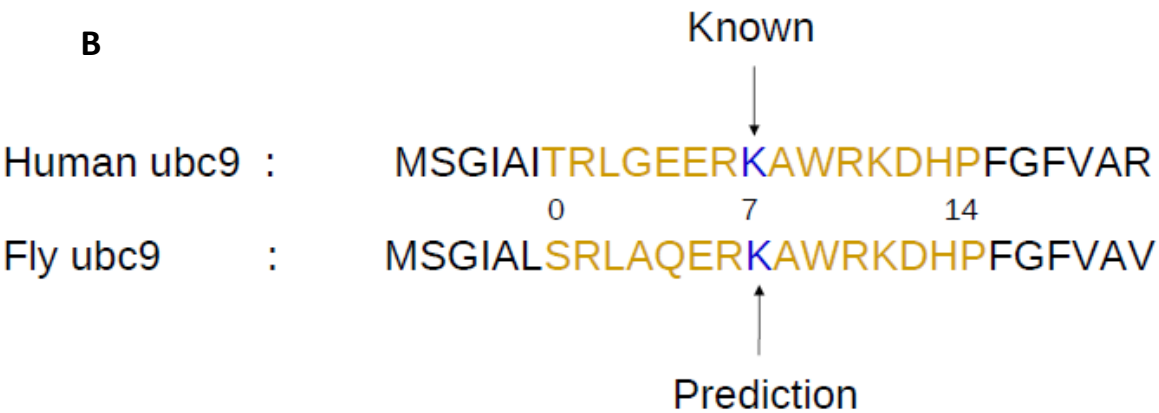 B
Known
Human ubc9 : MSGIAITRLGEERKAWRKDHPFGFVAR
0 7 14
Fly ubc9 : MSGIALSRLAQERKAWRKDHPFGFVAV
Prediction